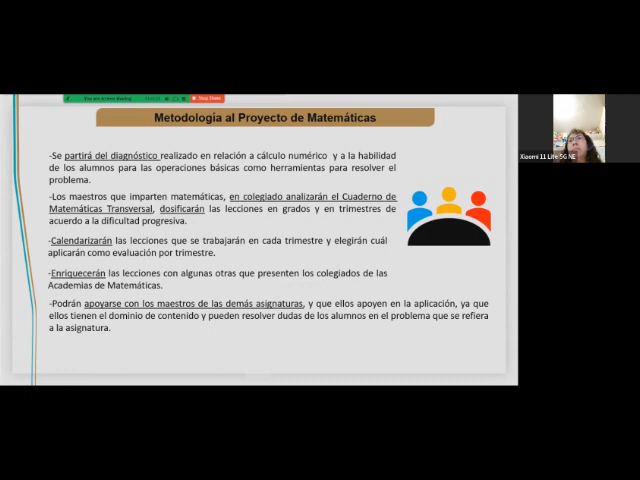 Stop Share
Metodología al Proyecto de Matemáticas
Xiaomi 11 Lite 5G NE
-Se partirá del diagnóstico realizado en relación a cálculo numérico y a la habilidad
de los alumnos para las operaciones básicas como herramientas para resolver el
problema.
-Los maestros que imparten matemáticas, en colegiado analizarán el Cuaderno de
Matemáticas Transversal, dosificarán las lecciones en grados y en trimestres de
acuerdo a la dificultad progresiva.
-Calendarizarán las lecciones que se trabajarán en cada trimestre y elegirán cuál
aplicarán como evaluación por trimestre.
-Enriquecerán las lecciones con algunas otras que presenten los colegiados de las
Academias de Matemáticas.
-Podrán apoyarse con los maestros de las demás asignaturas, y que ellos apoyen en la aplicación, ya que
ellos tienen el dominio de contenido y pueden resolver dudas de los alumnos en el problema que se refiera
a la asignatura.